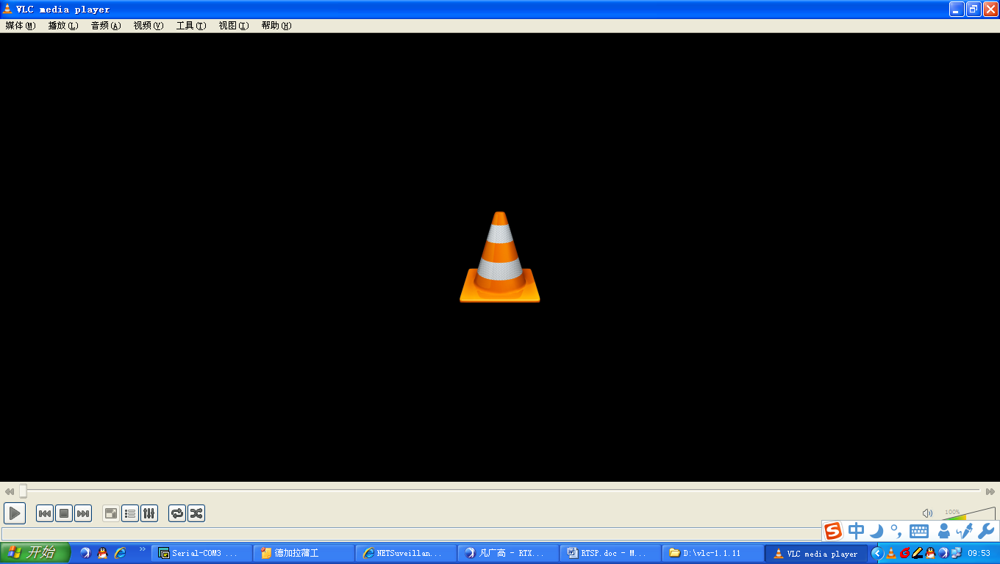 VLC media player
媒体(M) 播放(L) 音频(A) 视频(V) 工具(T) 视图(I) 帮助(H)
100%
中
开始 Serial-COM3 ... 德加拉蒲工 NETSuveillan... 凡广高 - RTX... RTSP.doc - M... D:\vlc-1.1.11 VLC media player 09:53